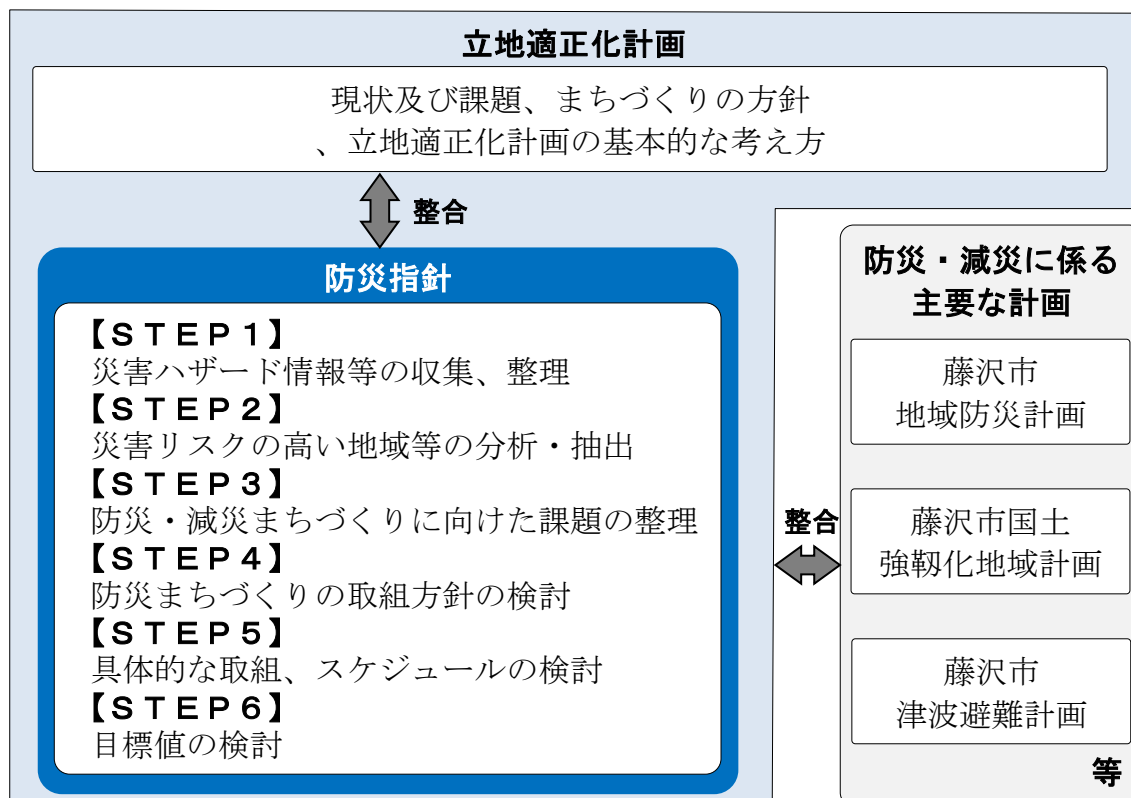 立地適正化計画
現状及び課題、まちづくりの方針
、立地適正化計画の基本的な考え方
整合
防災指針
【ＳＴＥＰ１】
災害ハザード情報等の収集、整理
【ＳＴＥＰ２】
災害リスクの高い地域等の分析・抽出
【ＳＴＥＰ３】
防災・減災まちづくりに向けた課題の整理
【ＳＴＥＰ４】
防災まちづくりの取組方針の検討
【ＳＴＥＰ５】
具体的な取組、スケジュールの検討
【ＳＴＥＰ６】
目標値の検討
整合
防災・減災に係る
主要な計画
藤沢市
地域防災計画
藤沢市国土
強靱化地域計画
藤沢市
津波避難計画
等